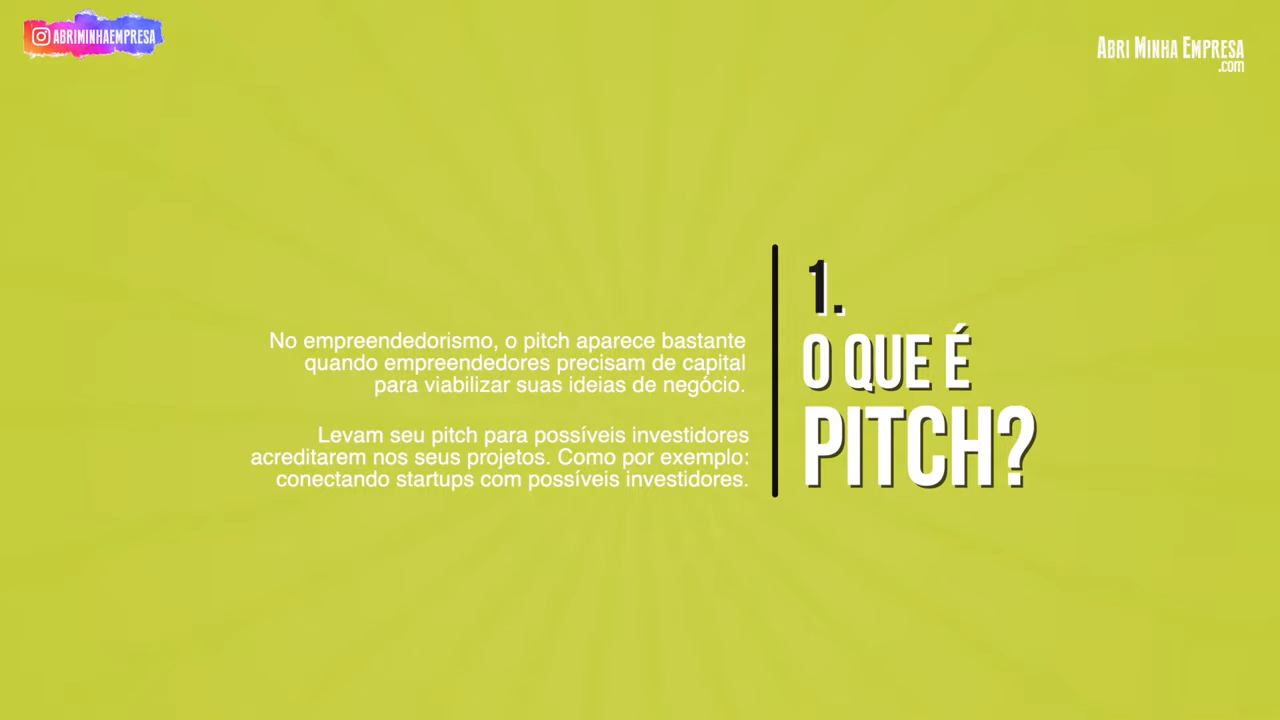 ABRIMINHAEMPRESA
ABRI MINHA EMPRESA
.com
1.
O QUE É
PITCH?
No empreendedorismo, o pitch aparece bastante
quando empreendedores precisam de capital
para viabilizar suas ideias de negócio.
Levam seu pitch para possíveis investidores
acreditarem nos seus projetos. Como por exemplo:
conectando startups com possíveis investidores.